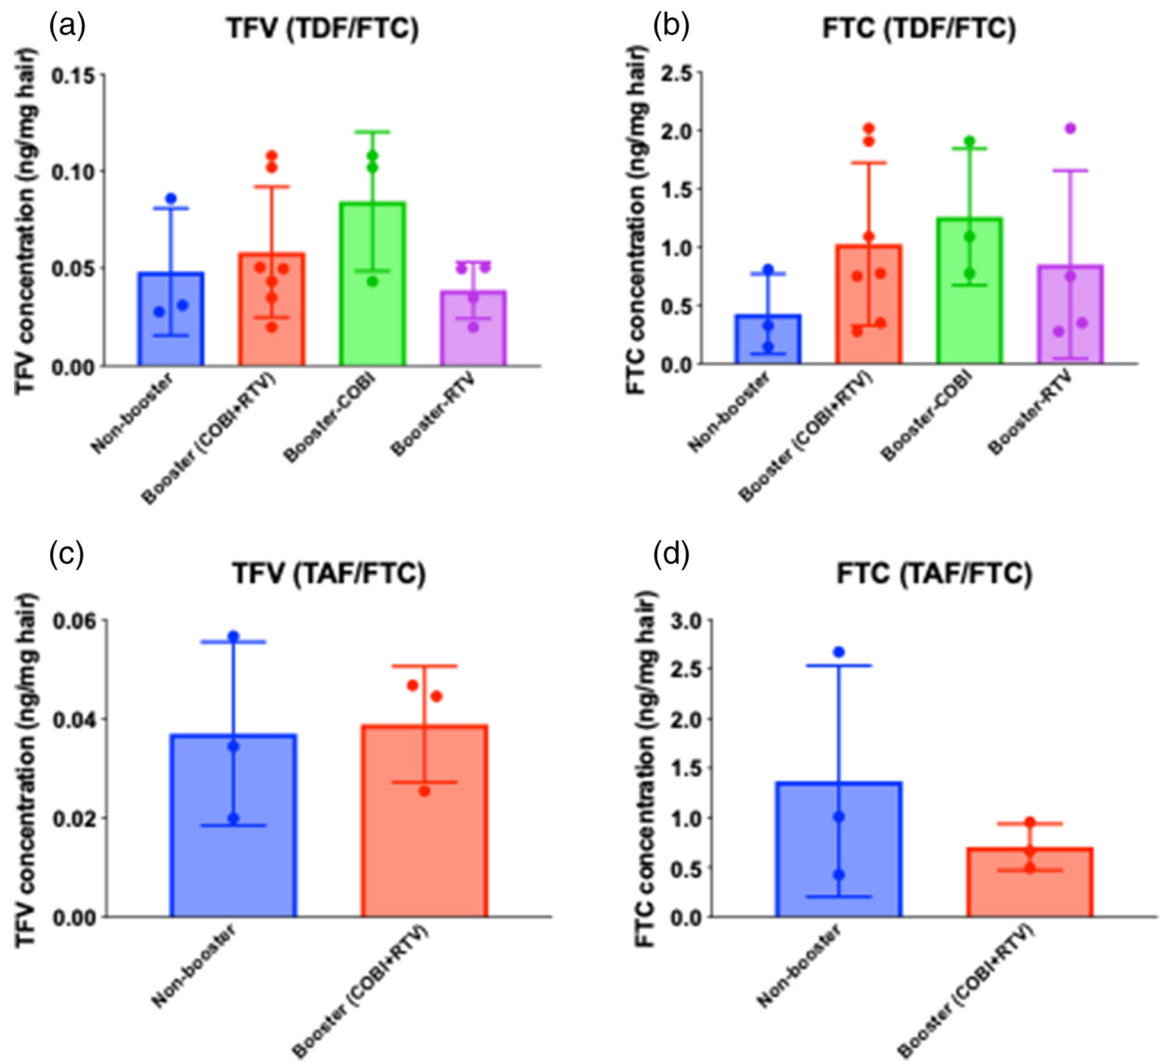 (a)
TFV (TDF/FTC)
TFV concentration (ng/mg hair)
0.15
0.10
0.05
0.00
Non-booster
Booster (COBI+RTV)
Booster-COBI
Booster-RTV
(b)
FTC (TDF/FTC)
FTC concentration (ng/mg hair)
2.5
2.0
1.5
1.0
0.5
0.0
Non-booster
Booster (COBI+RTV)
Booster-COBI
Booster-RTV
(c)
TFV (TAF/FTC)
TFV concentration (ng/mg hair)
0.06
0.04
0.02
0.00
Non-booster
Booster (COBI+RTV)
(d)
FTC (TAF/FTC)
FTC concentration (ng/mg hair)
3.0
2.5
2.0
1.5
1.0
0.5
0.0
Non-booster
Booster (COBI+RTV)